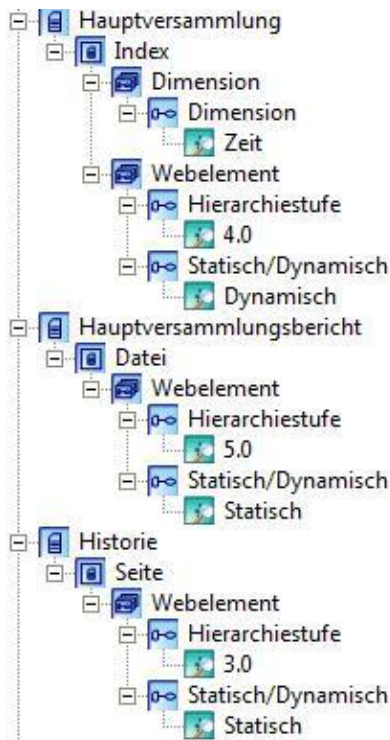 Hauptversammlung
Index
Dimension
Dimension
Zeit
Webelement
Hierarchiestufe
4.0
Statisch/Dynamisch
Dynamisch
Hauptversammlungsbericht
Datei
Webelement
Hierarchiestufe
5.0
Statisch/Dynamisch
Statisch
Historie
Seite
Webelement
Hierarchiestufe
3.0
Statisch/Dynamisch
Statisch